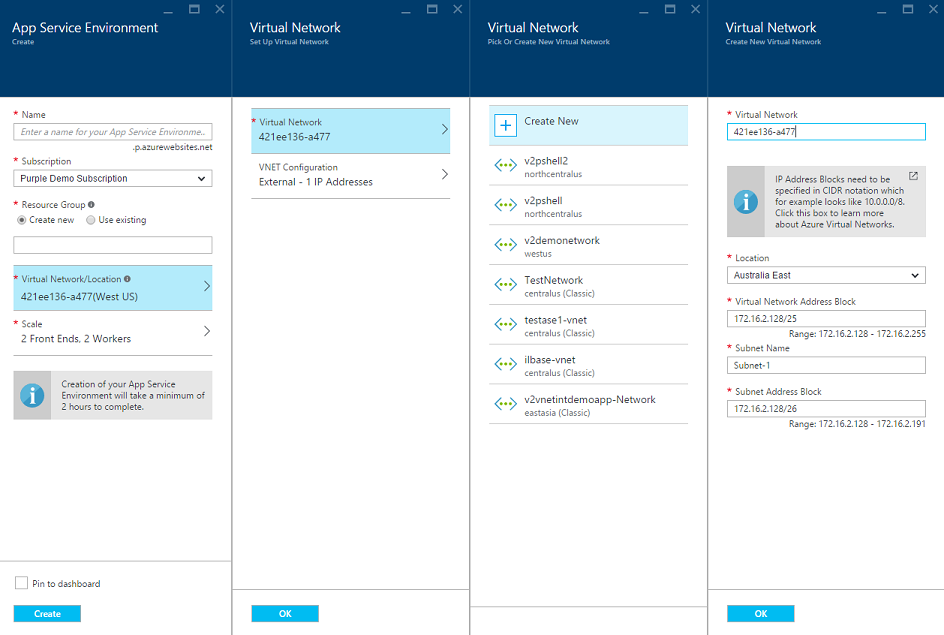 App Service Environment
Create
* Name
Enter a name for your App Service Environme..
.p.azurewebsites.net
* Subscription
Purple Demo Subscription
* Resource Group
Create new
Use existing
* Virtual Network/Location
421ee136-a477(West US)
* Scale
2 Front Ends, 2 Workers
Creation of your App Service
Environment will take a minimum of
2 hours to complete.
Pin to dashboard
Create
Virtual Network
Set Up Virtual Network
* Virtual Network
421ee136-a477
VNET Configuration
External - 1 IP Addresses
OK
Virtual Network
Pick Or Create New Virtual Network
Create New
v2pshell2
northcentralus
v2pshell
northcentralus
v2demonetwork
westus
TestNetwork
centralus (Classic)
testase1-vnet
centralus (Classic)
ilbase-vnet
centralus (Classic)
v2vnetintdemoapp-Network
eastasia (Classic)
Virtual Network
Create New Virtual Network
* Virtual Network
421ee136-a477
IP Address Blocks need to be
specified in CIDR notation which
for example looks like 10.0.0.0/8.
Click this box to learn more
about Azure Virtual Networks.
* Location
Australia East
* Virtual Network Address Block
172.16.2.128/25
Range: 172.16.2.128 - 172.16.2.255
* Subnet Name
Subnet-1
* Subnet Address Block
172.16.2.128/26
Range: 172.16.2.128 - 172.16.2.191
OK